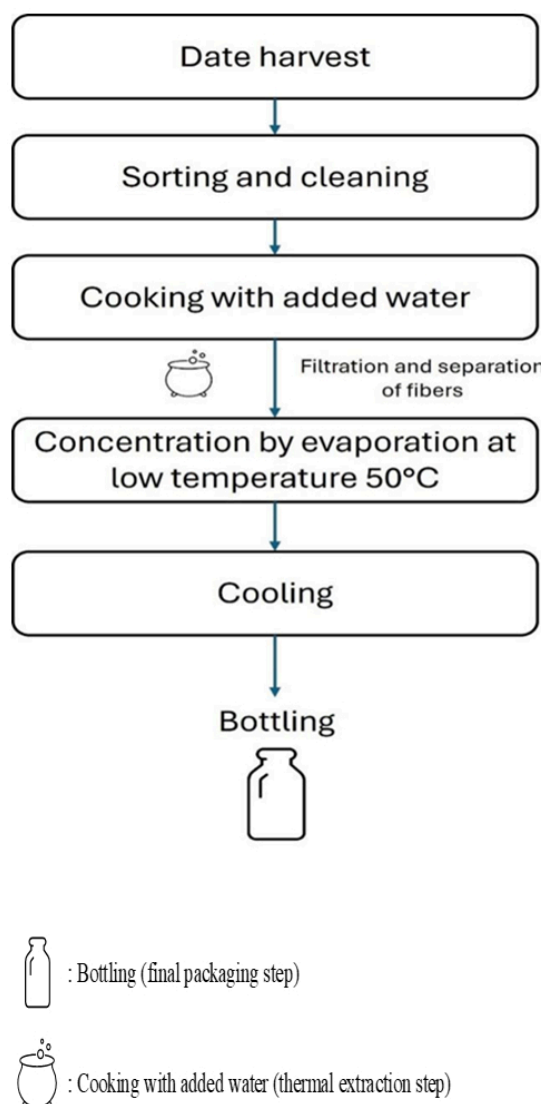 Date harvest
Sorting and cleaning
Cooking with added water
Filtration and separation
of fibers
Concentration by evaporation at
low temperature 50°C
Cooling
Bottling
: Bottling (final packaging step)
: Cooking with added water (thermal extraction step)